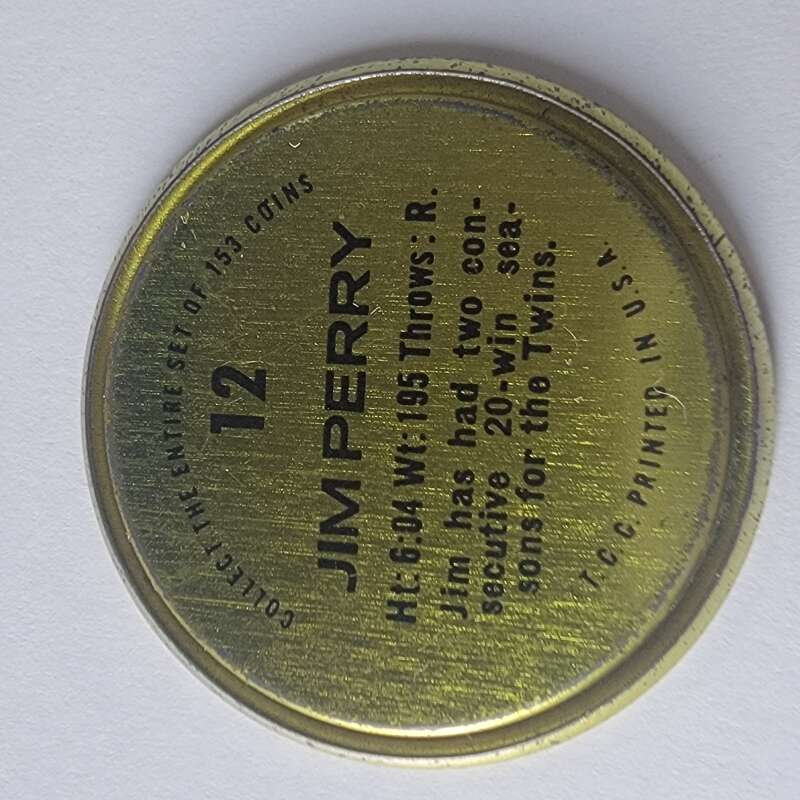 COLLECT THE ENTIRE SET OF 153 COINS
12
JIM PERRY
Ht: 6:04 Wt: 195 Throws: R.
Jim has had two con-
secutive 20-win sea-
sons for the Twins.
T.C.C. PRINTED IN U.S.A.